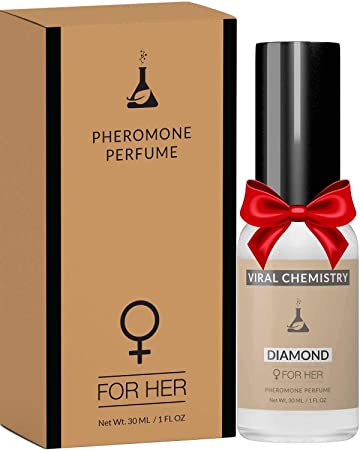 PHEROMONE
PERFUME
♀
FOR HER
Net Wt. 30 ML / 1 FL OZ
VIRAL CHEMISTRY
DIAMOND
♀ FOR HER
PHEROMONE PERFUME
Net Wt. 30 ML / 1 FL OZ